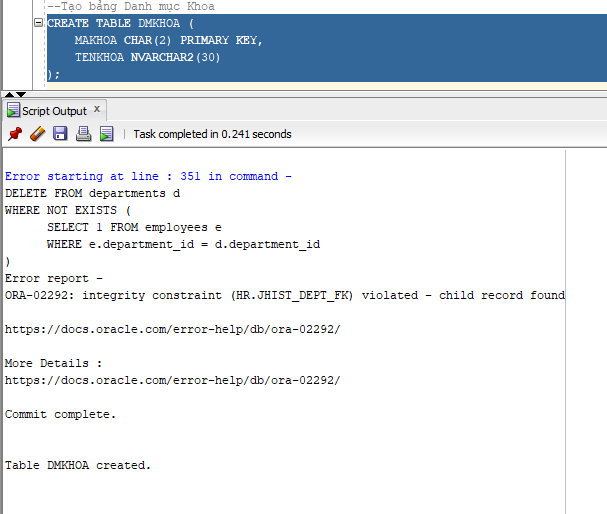 --Tạo bảng Danh mục Khoa
CREATE TABLE DMKHOA (
MAKHOA CHAR(2) PRIMARY KEY,
TENKHOA NVARCHAR2(30)
);
Script Output x
Task completed in 0.241 seconds
Error starting at line : 351 in command -
DELETE FROM departments d
WHERE NOT EXISTS (
SELECT 1 FROM employees e
WHERE e.department_id = d.department_id
)
Error report -
ORA-02292: integrity constraint (HR.JHIST_DEPT_FK) violated - child record found
https://docs.oracle.com/error-help/db/ora-02292/
More Details :
https://docs.oracle.com/error-help/db/ora-02292/
Commit complete.
Table DMKHOA created.